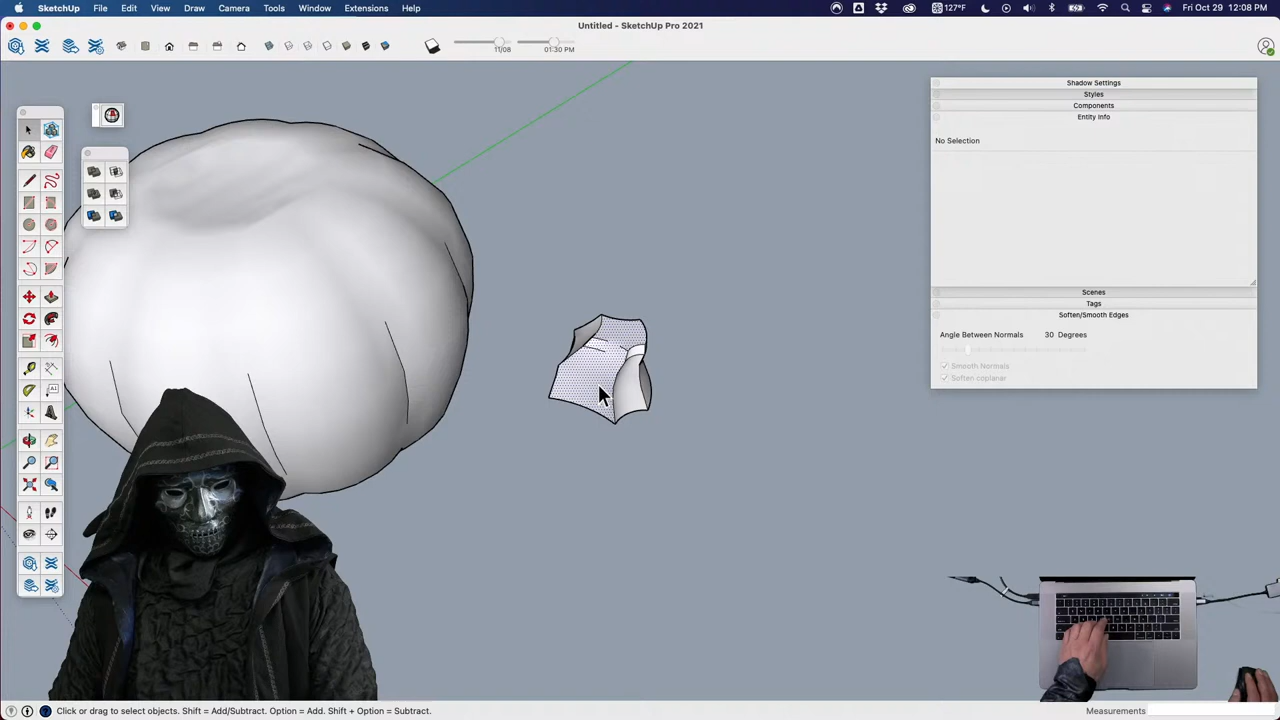 SketchUp File Edit View Draw Camera Tools Window Extensions Help
127°F Fri Oct 29 12:08 PM
Untitled - SketchUp Pro 2021
11/08 01:30 PM
Shadow Settings
Styles
Components
Entity Info
No Selection
Scenes
Tags
Soften/Smooth Edges
Angle Between Normals 30 Degrees
Smooth Normals
Soften coplanar
Click or drag to select objects. Shift = Add/Subtract. Option = Add. Shift + Option = Subtract.
Measurements